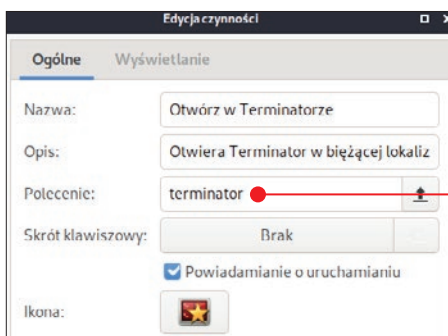 Edycja czynności
Ogólne Wyświetlanie
Nazwa: Otwórz w Terminatorze
Opis: Otwiera Terminator w bieżącej lokaliz
Polecenie: terminator
Skrót klawiszowy: Brak
Powiadamianie o uruchamianiu
Ikona: